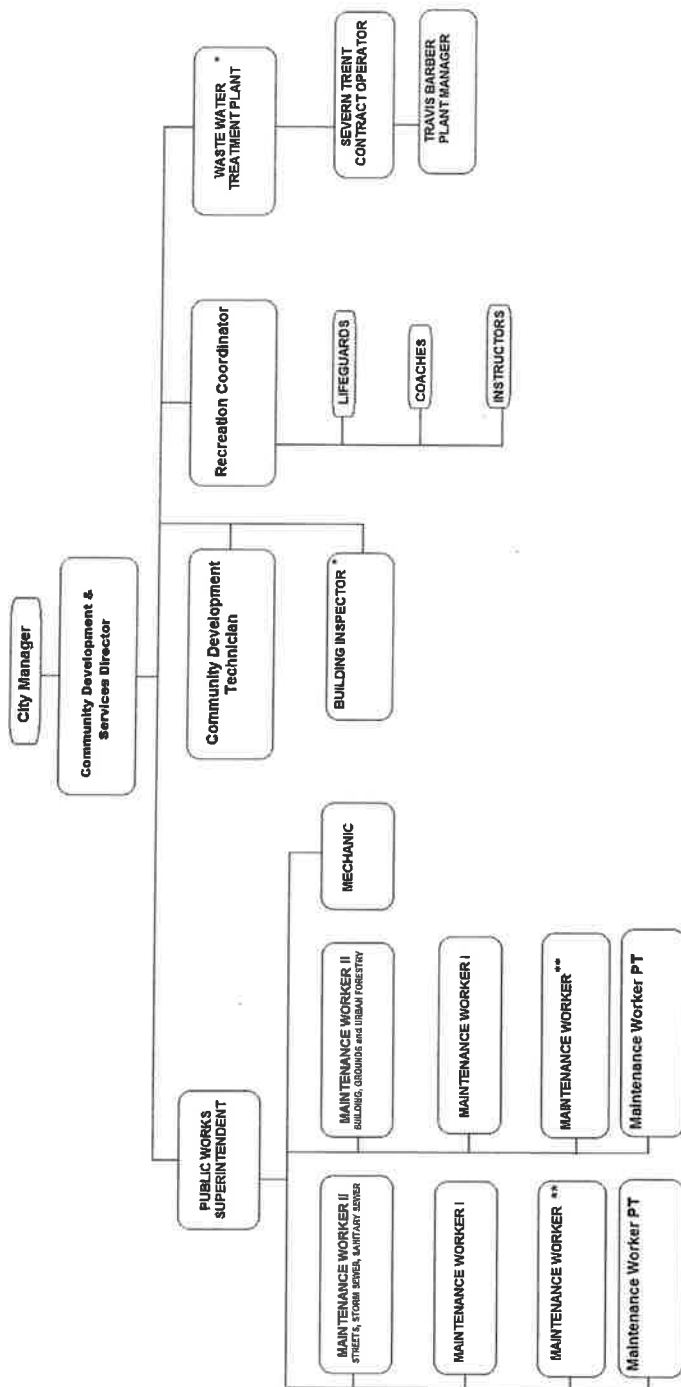 City Manager
Community Development &
Services Director
PUBLIC WORKS
SUPERINTENDENT
Community Development
Technician
Recreation Coordinator
WASTE WATER *
TREATMENT PLANT
MAINTENANCE WORKER II
STREETS, STORM SEWER, SANITARY SEWER
MAINTENANCE WORKER II
BUILDING, GROUNDS and URBAN FORESTRY
MECHANIC
BUILDING INSPECTOR *
LIFEGUARDS
SEVERN TRENT
CONTRACT OPERATOR
MAINTENANCE WORKER I
MAINTENANCE WORKER I
COACHES
TRAVIS BARBER
PLANT MANAGER
MAINTENANCE WORKER **
MAINTENANCE WORKER **
INSTRUCTORS
Maintenance Worker PT
Maintenance Worker PT